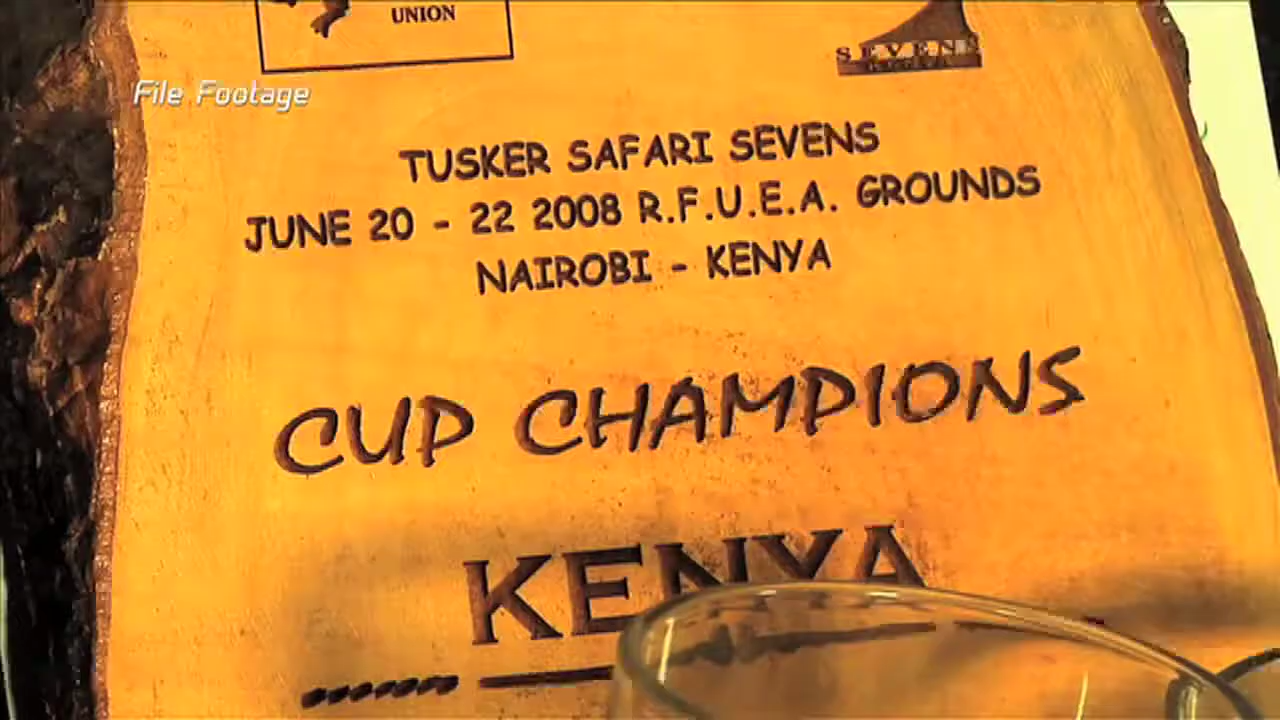 UNION
SEVENS
File Footage
TUSKER SAFARI SEVENS
JUNE 20 - 22 2008 R.F.U.E.A. GROUNDS
NAIROBI - KENYA
CUP CHAMPIONS
KENYA